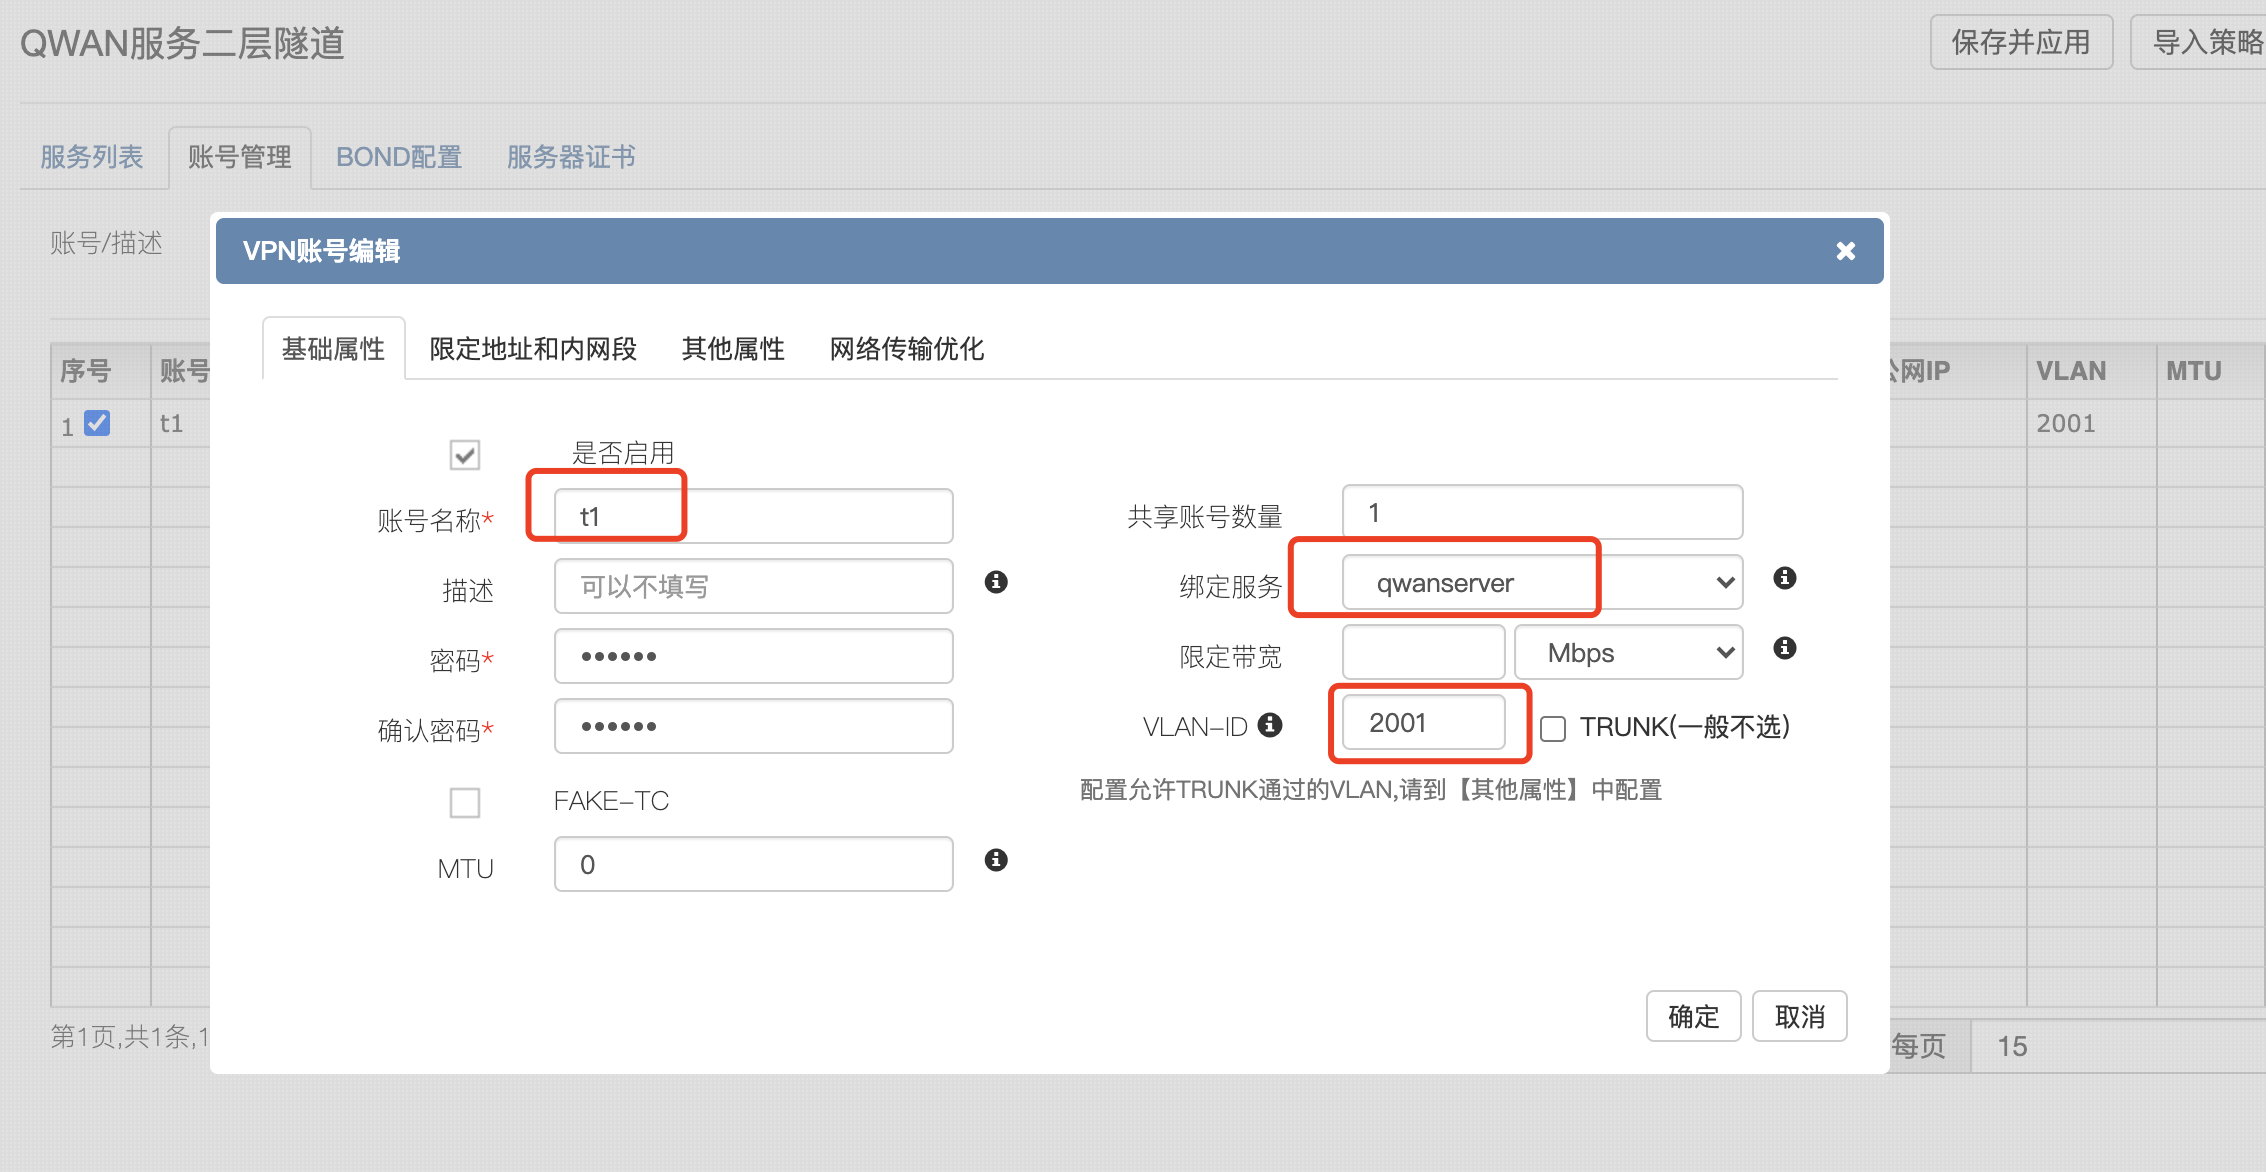 QWAN服务二层隧道
保存并应用
导入策略
服务列表
账号管理
BOND配置
服务器证书
账号/描述
VPN账号编辑
基础属性
限定地址和内网段
其他属性
网络传输优化
序号
账号
公网IP
VLAN
MTU
1
t1
2001
是否启用
账号名称*
t1
共享账号数量
1
描述
可以不填写
绑定服务
qwanserver
密码*
••••••
限定带宽
Mbps
确认密码*
••••••
VLAN-ID
2001
TRUNK(一般不选)
配置允许TRUNK通过的VLAN,请到【其他属性】中配置
FAKE-TC
MTU
0
确定
取消
第1页,共1条,1
每页
15